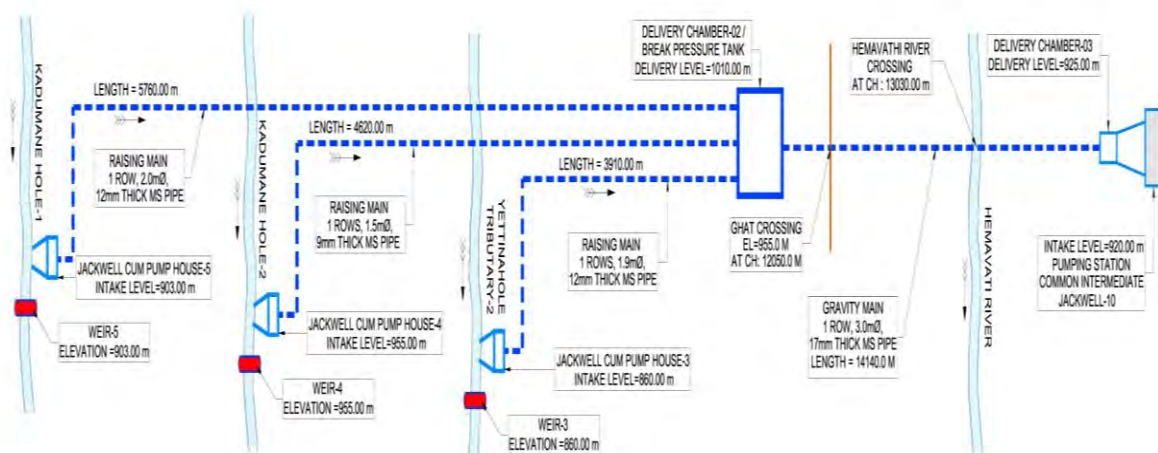 KADUMANE HOLE-1
LENGTH = 5760.00 m
RAISING MAIN
1 ROW, 2.0mØ,
12mm THICK MS PIPE
JACKWELL CUM PUMP HOUSE-5
INTAKE LEVEL=903.00 m
WEIR-5
ELEVATION =903.00 m
KADUMANE HOLE-2
LENGTH = 4620.00 m
RAISING MAIN
1 ROWS, 1.5mØ,
9mm THICK MS PIPE
JACKWELL CUM PUMP HOUSE-4
INTAKE LEVEL=955.00 m
WEIR-4
ELEVATION =955.00 m
YETTINAHOLE
TRIBUTARY-2
LENGTH = 3910.00 m
RAISING MAIN
1 ROWS, 1.9mØ,
12mm THICK MS PIPE
JACKWELL CUM PUMP HOUSE-3
INTAKE LEVEL=860.00 m
WEIR-3
ELEVATION =860.00 m
DELIVERY CHAMBER-02 /
BREAK PRESSURE TANK
DELIVERY LEVEL=1010.00 m
GHAT CROSSING
EL=955.0 M
AT CH: 12050.0 M
HEMAVATHI RIVER
CROSSING
AT CH : 13030.00 m
GRAVITY MAIN
1 ROW, 3.0mØ,
17mm THICK MS PIPE
LENGTH = 14140.0 M
HEMAVATI RIVER
DELIVERY CHAMBER-03
DELIVERY LEVEL=925.00 m
INTAKE LEVEL=920.00 m
PUMPING STATION
COMMON INTERMEDIATE
JACKWELL-10